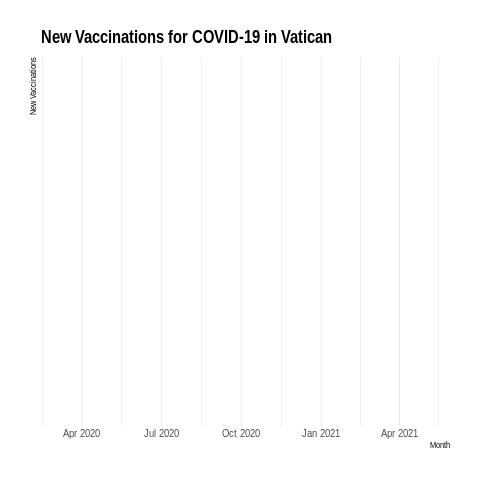 New Vaccinations for COVID-19 in Vatican
New Vaccinations
Apr 2020 Jul 2020 Oct 2020 Jan 2021 Apr 2021
Month